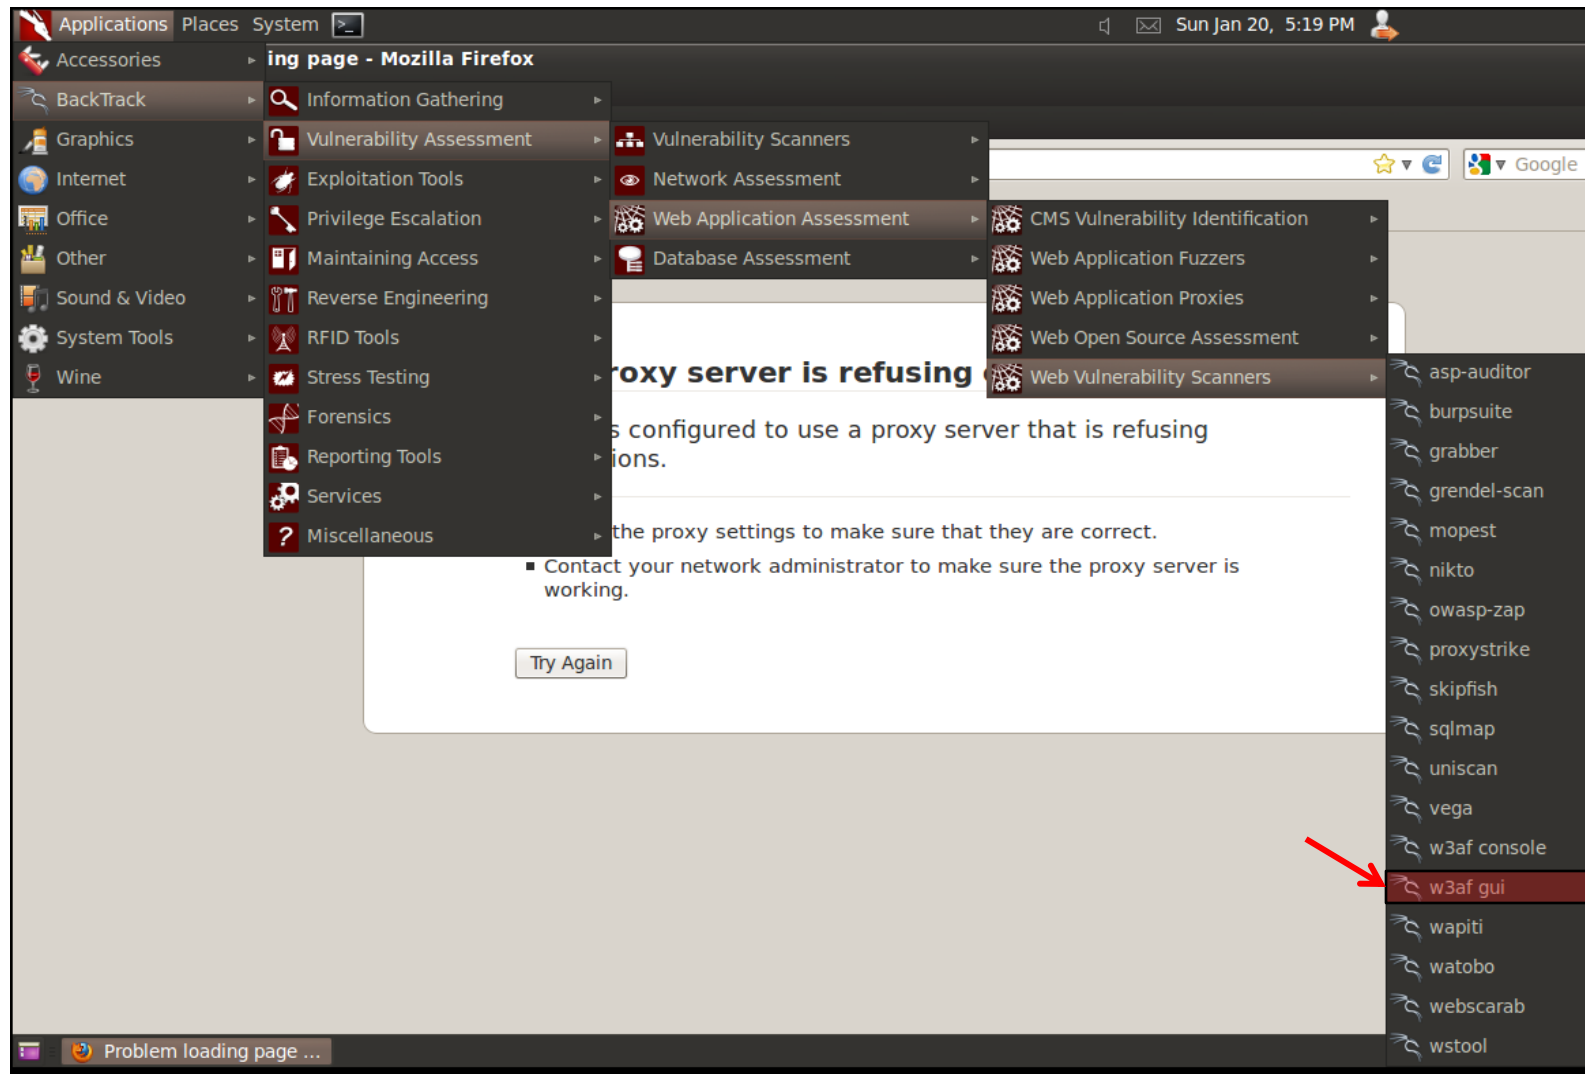 Applications Places System
Sun Jan 20, 5:19 PM
Accessories
BackTrack
Graphics
Internet
Office
Other
Sound & Video
System Tools
Wine
ing page - Mozilla Firefox
Information Gathering
Vulnerability Assessment
Exploitation Tools
Privilege Escalation
Maintaining Access
Reverse Engineering
RFID Tools
Stress Testing
Forensics
Reporting Tools
Services
Miscellaneous
Vulnerability Scanners
Network Assessment
Web Application Assessment
Database Assessment
Google
CMS Vulnerability Identification
Web Application Fuzzers
Web Application Proxies
Web Open Source Assessment
Web Vulnerability Scanners
asp-auditor
burpsuite
grabber
grendel-scan
mopest
nikto
owasp-zap
proxystrike
skipfish
sqlmap
uniscan
vega
w3af console
w3af gui
wapiti
watobo
webscarab
wstool
roxy server is refusing
s configured to use a proxy server that is refusing
ions.
the proxy settings to make sure that they are correct.
Contact your network administrator to make sure the proxy server is
working.
Try Again
Problem loading page ...